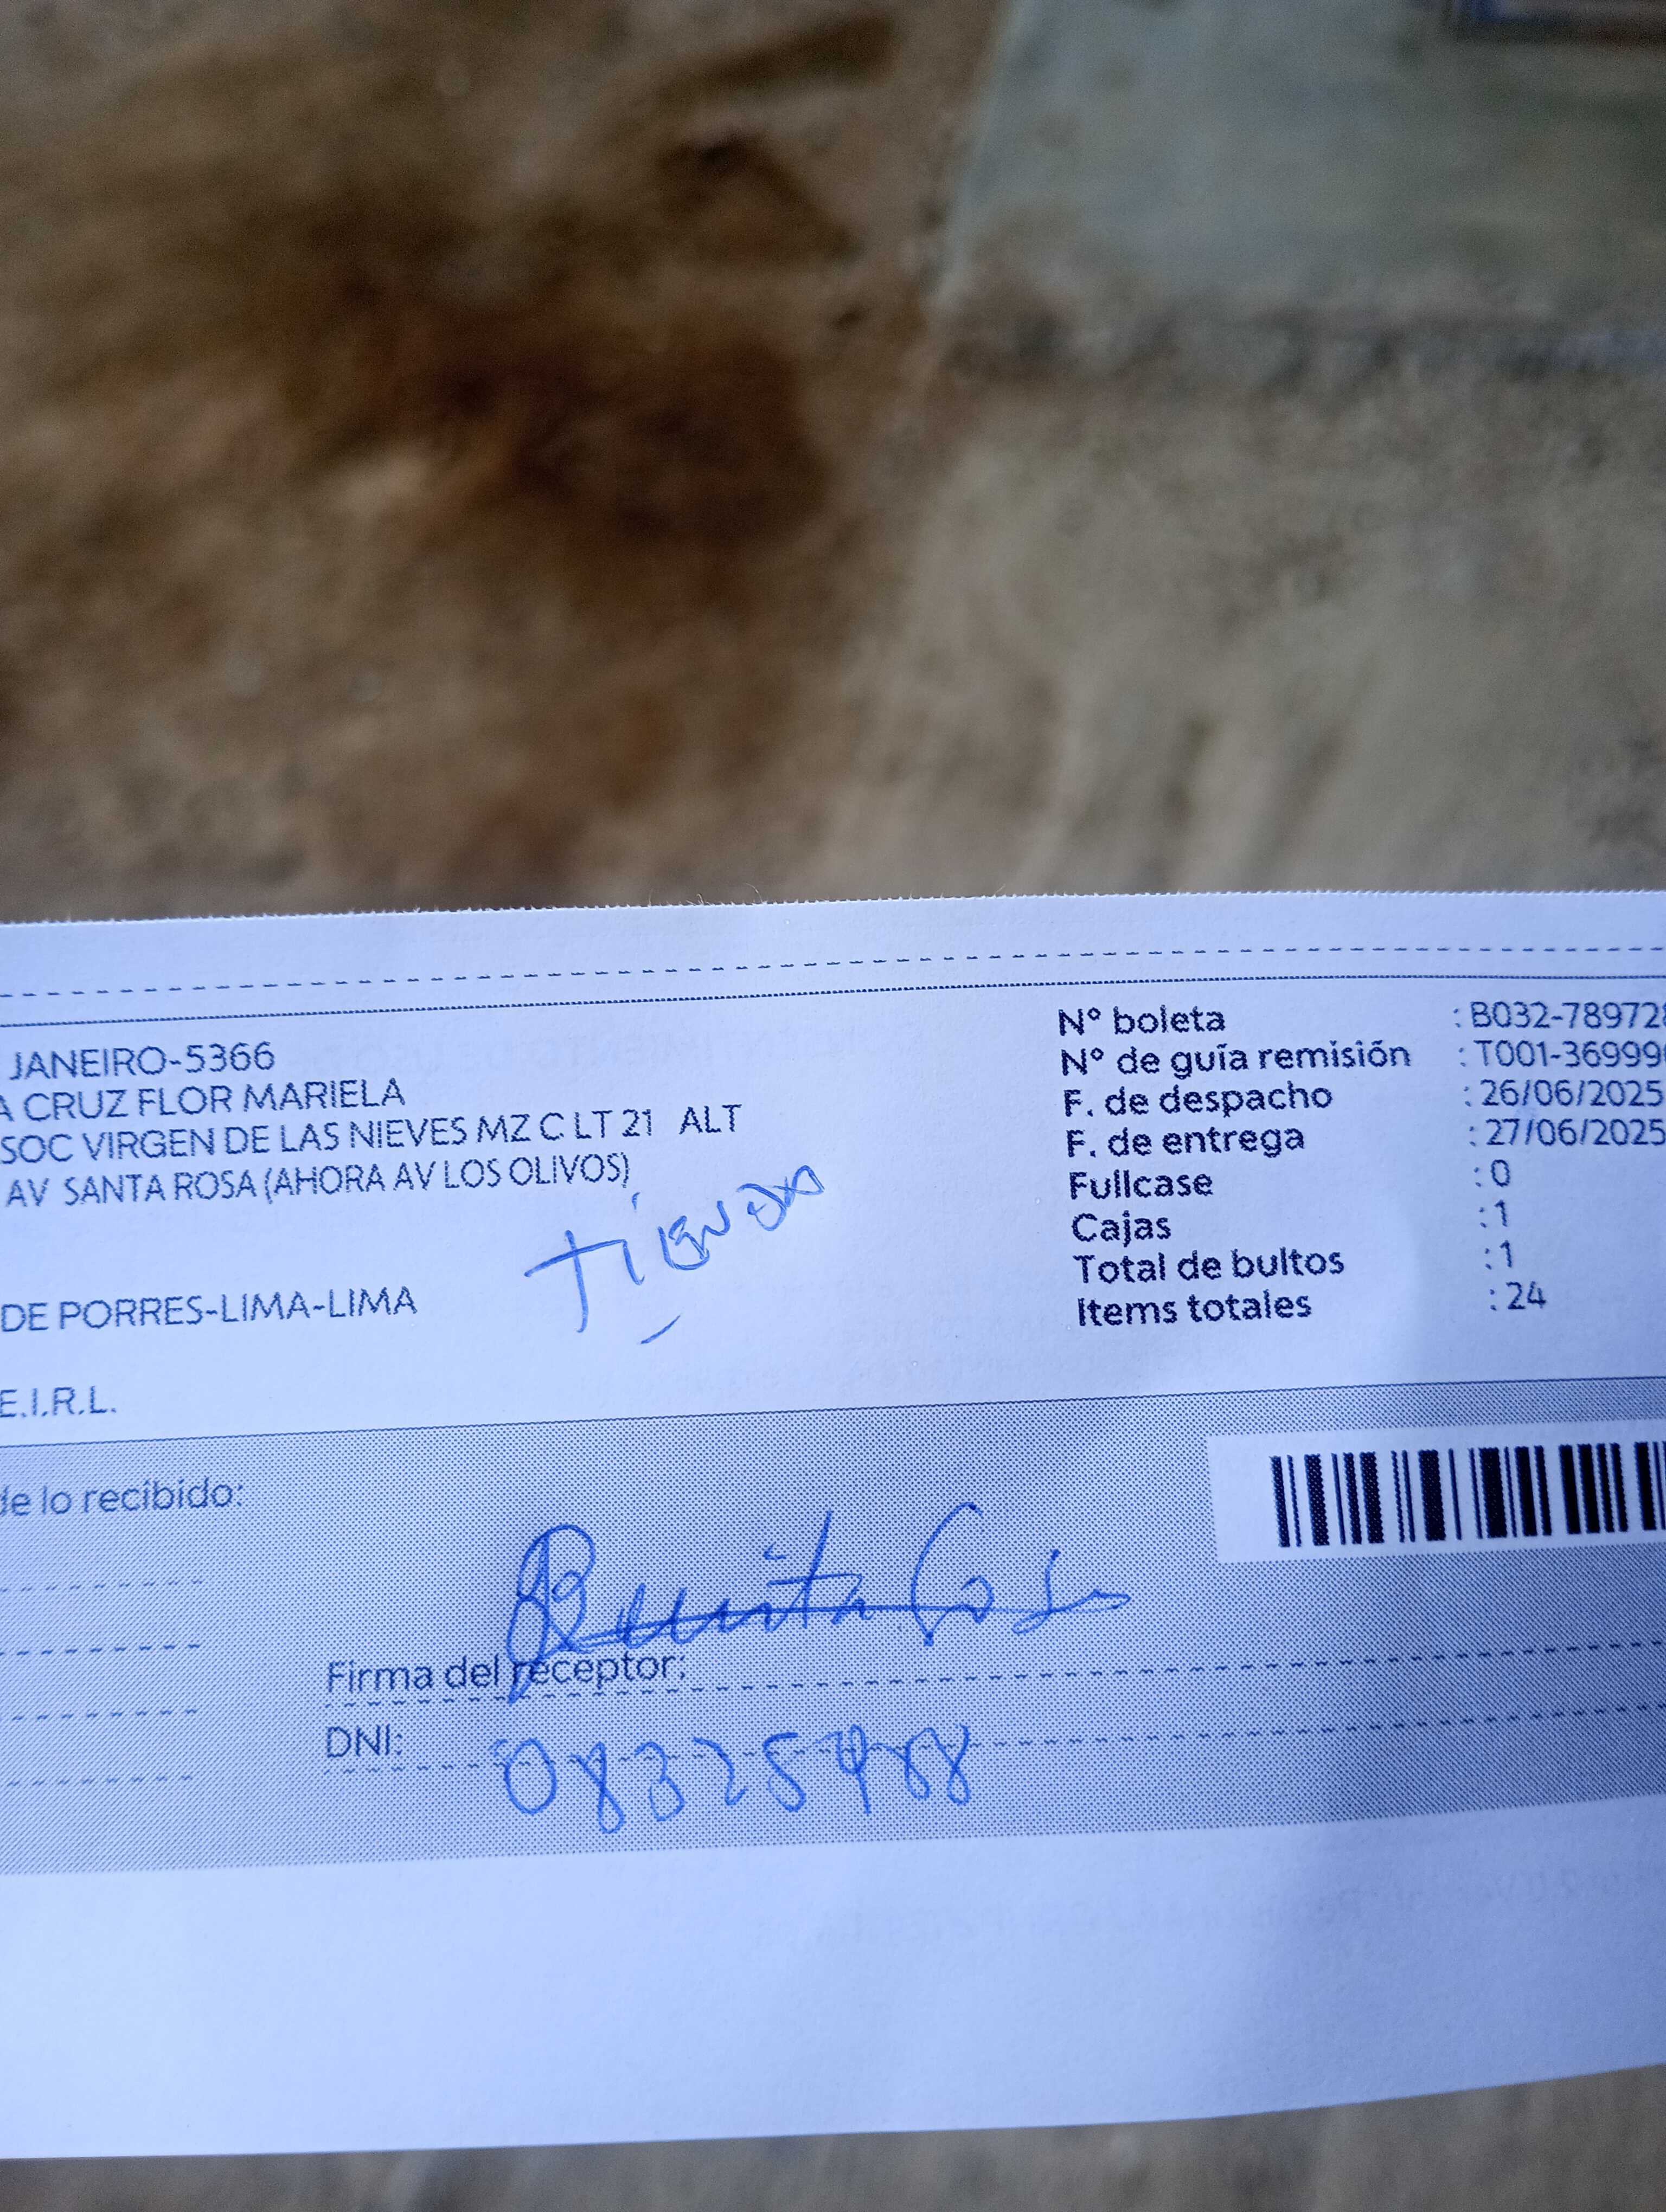 JANEIRO-5366
A CRUZ FLOR MARIELA
SOC VIRGEN DE LAS NIEVES MZ C LT 21 ALT
AV SANTA ROSA (AHORA AV LOS OLIVOS)
DE PORRES-LIMA-LIMA
E.I.R.L.
Nº boleta : B032-78972
Nº de guía remisión : T001-36999
F. de despacho : 26/06/2025
F. de entrega : 27/06/2025
Fullcase : 0
Cajas : 1
Total de bultos : 1
Items totales : 24
de lo recibido:
Firma del receptor:
DNI: 08325988